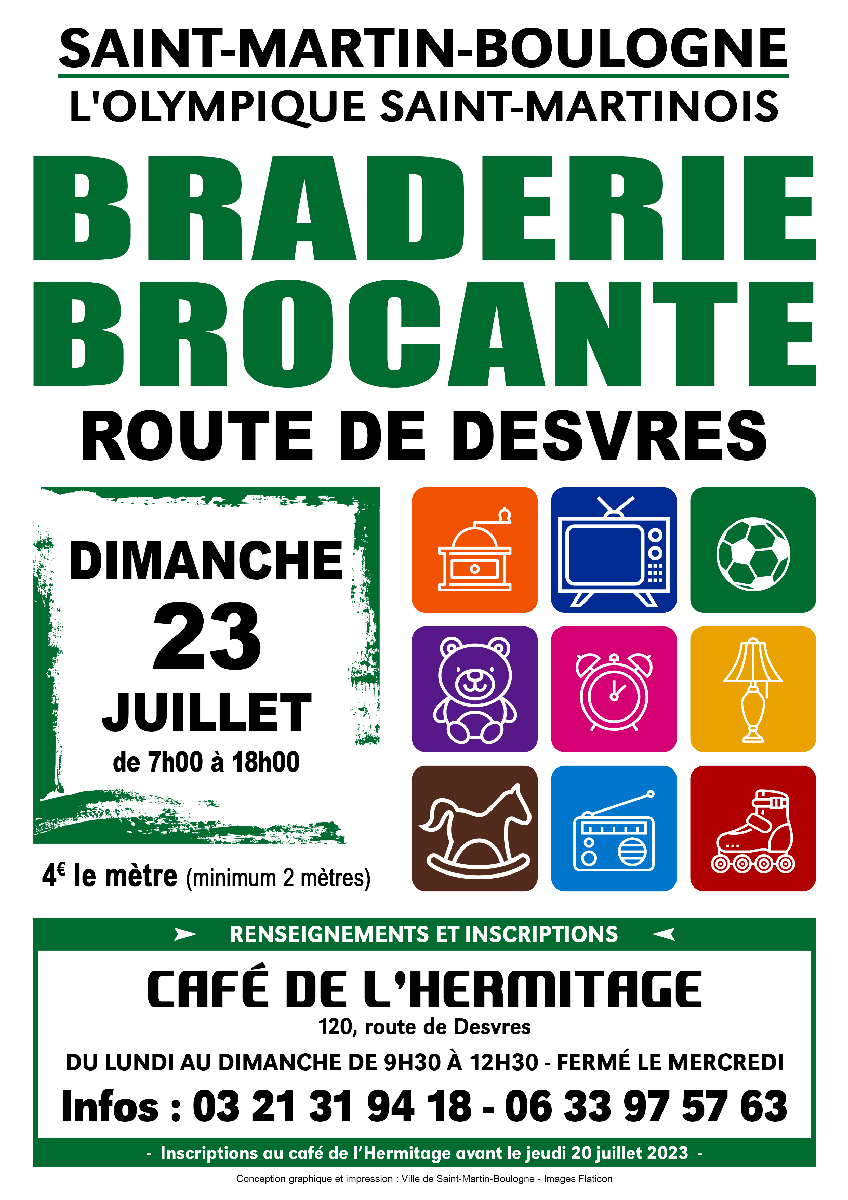 SAINT-MARTIN-BOULOGNE
L'OLYMPIQUE SAINT-MARTINOIS
BRADERIE
BROCANTE
ROUTE DE DESVRES
DIMANCHE
23
JUILLET
de 7h00 à 18h00
4€ le mètre (minimum 2 mètres)
RENSEIGNEMENTS ET INSCRIPTIONS
CAFÉ DE L'HERMITAGE
120, route de Desvres
DU LUNDI AU DIMANCHE DE 9H30 À 12H30 - FERMÉ LE MERCREDI
Infos : 03 21 31 94 18 - 06 33 97 57 63
- Inscriptions au café de l'Hermitage avant le jeudi 20 juillet 2023 -
Conception graphique et impression : Ville de Saint-Martin-Boulogne - Images Flaticon